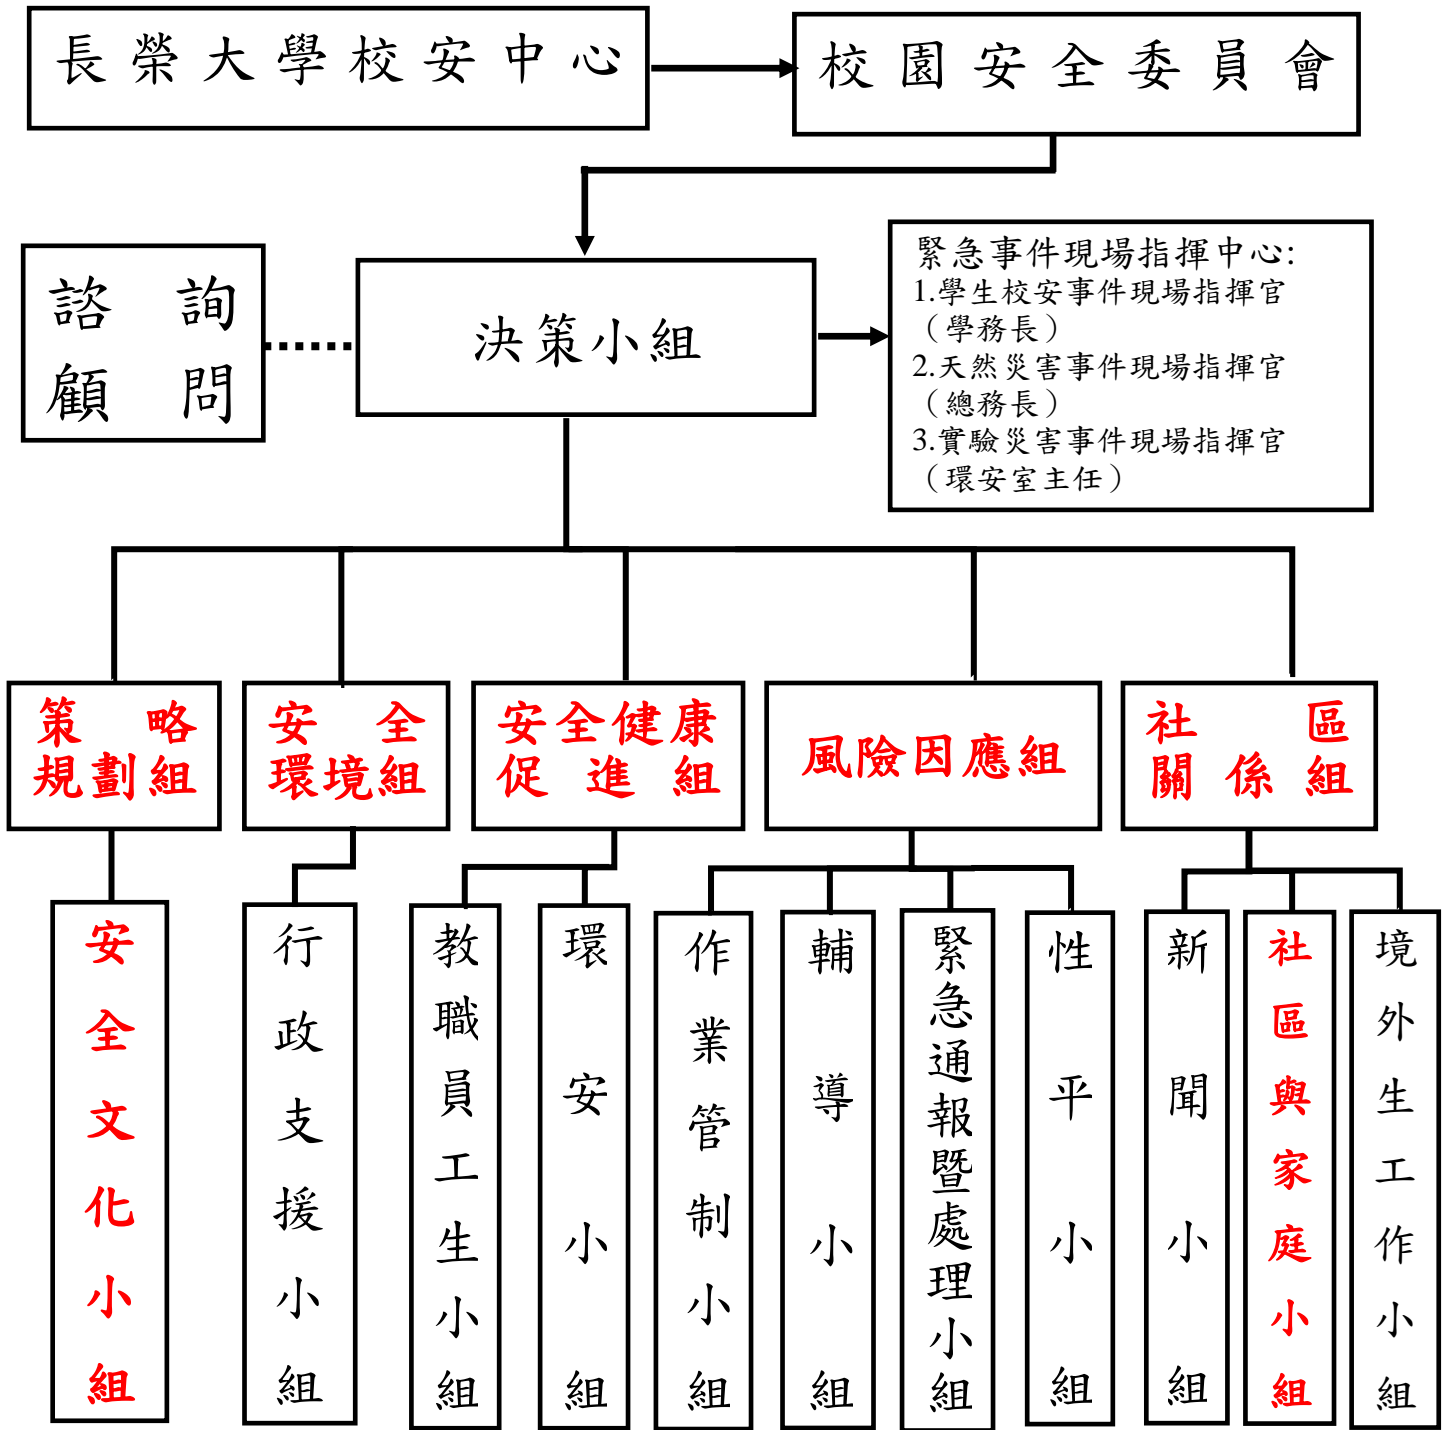 長榮大學校安中心
校園安全委員會
諮詢
顧問
決策小組
緊急事件現場指揮中心:
1.學生校安事件現場指揮官
（學務長）
2.天然災害事件現場指揮官
（總務長）
3.實驗災害事件現場指揮官
（環安室主任）
策略
規劃組
安全
環境組
安全健康
促進組
風險因應組
社區
關係組
安全文化小組
行政支援小組
教職員工生小組
環安小組
作業管制小組
輔導小組
緊急通報暨處理小組
性平小組
新聞小組
社區與家庭小組
境外生工作小組